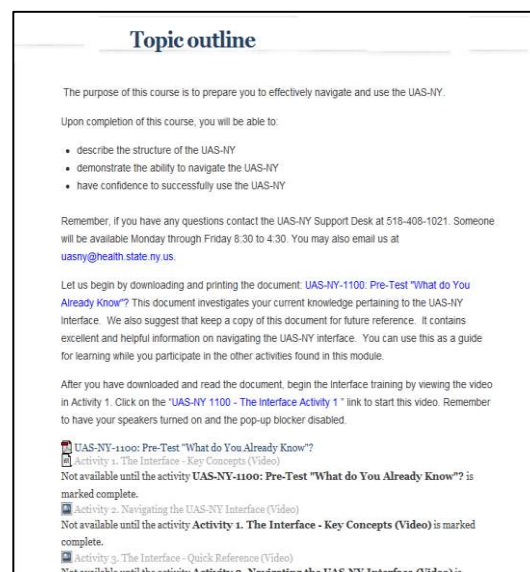 Topic outline
The purpose of this course is to prepare you to effectively navigate and use the UAS-NY.
Upon completion of this course, you will be able to:
• describe the structure of the UAS-NY
• demonstrate the ability to navigate the UAS-NY
• have confidence to successfully use the UAS-NY
Remember, if you have any questions contact the UAS-NY Support Desk at 518-408-1021. Someone
will be available Monday through Friday 8:30 to 4:30. You may also email us at
uasny@health.state.ny.us.
Let us begin by downloading and printing the document: UAS-NY-1100: Pre-Test "What do You
Already Know"? This document investigates your current knowledge pertaining to the UAS-NY
Interface. We also suggest that keep a copy of this document for future reference. It contains
excellent and helpful information on navigating the UAS-NY interface. You can use this as a guide
for learning while you participate in the other activities found in this module.
After you have downloaded and read the document, begin the Interface training by viewing the video
in Activity 1. Click on the "UAS-NY 1100 - The Interface Activity 1 " link to start this video. Remember
to have your speakers turned on and the pop-up blocker disabled.
UAS-NY-1100: Pre-Test "What do You Already Know"?
Activity 1. The Interface - Key Concepts (Video)
Not available until the activity UAS-NY-1100: Pre-Test "What do You Already Know"? is
marked complete.
Activity 2. Navigating the UAS-NY Interface (Video)
Not available until the activity Activity 1. The Interface - Key Concepts (Video) is marked
complete.
Activity 3. The Interface - Quick Reference (Video)
Not available until the activity Activity 2. Navigating the UAS-NY Interface (Video) is